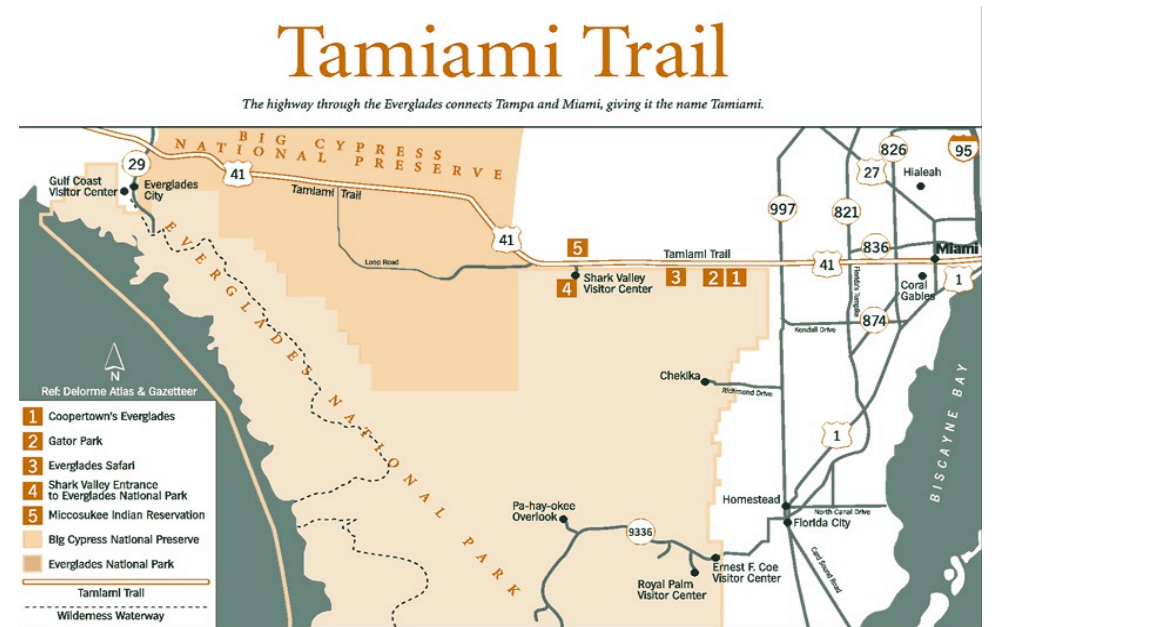 Tamiami Trail
The highway through the Everglades connects Tampa and Miami, giving it the name Tamiami.
BIG CYPRESS
NATIONAL PRESERVE
29
41
Gulf Coast
Visitor Center
Everglades
City
Tamiami Trail
Loop Road
41
5
4
Shark Valley
Visitor Center
Tamiami Trail
3
2
1
41
997
821
826
27
95
Hialeah
836
Miami
1
Coral
Gables
Florida's Turnpike
874
Kendall Drive
Chekika
Richmond Drive
1
BISCAYNE BAY
EVERGLADES NATIONAL PARK
Homestead
North Canal Drive
Florida City
Card Sound Road
Pa-hay-okee
Overlook
9336
Ernest F. Coe
Visitor Center
Royal Palm
Visitor Center
N
Ref: Delorme Atlas & Gazetteer
1 Coopertown's Everglades
2 Gator Park
3 Everglades Safari
4 Shark Valley Entrance
to Everglades National Park
5 Miccosukee Indian Reservation
Big Cypress National Preserve
Everglades National Park
Tamiami Trail
Wilderness Waterway